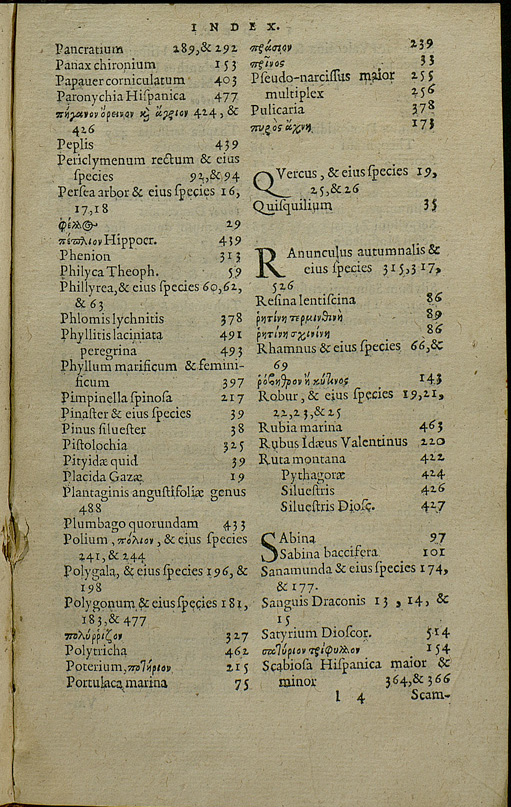 INDEX.
Pancratium 289,& 292
Panax chironium 153
Papauer corniculatum 403
Paronychia Hiſpanica 477
πήγανον ὄρεινον κỳ ἄγριον 424, &
426
Peplis 439
Periclymenum rectum & eius
ſpecies 92,& 94
Perſea arbor & eius ſpecies 16,
17,18
φελλὸς 29
πέπλιον Hippocr. 439
Phenion 313
Philyca Theoph. 59
Phillyrea,& eius ſpecies 60,62,
& 63
Phlomis lychnitis 378
Phyllitis laciniata 491
peregrina 493
Phyllum marificum & femini-
ficum 397
Pimpinella ſpinoſa 217
Pinaſter & eius ſpecies 39
Pinus ſilueſter 38
Piſtolochia 325
Pityidæ quid 39
Placida Gazæ 19
Plantaginis anguſtifoliæ genus
488
Plumbago quorundam 433
Polium, πόλιον, & eius ſpecies
241, & 244
Polygala, & eius ſpecies 196, &
198
Polygonum & eius ſpecies 181,
183,& 477
πολύῤῥιζον 327
Polytricha 462
Poterium, ποτήριον 215
Portulaca marina 75
πράσιον 239
πρῖνος 33
Pſeudo-narciſſus maior 255
multiplex 256
Pulicaria 378
πυρὸς ἄχνη 173
QVercus, & eius ſpecies 19,
25,& 26
Quiſquilium 35
RAnunculus autumnalis &
eius ſpecies 315,317,
526
Reſina lentiſcina 86
ῥητίνη τερμινθινὴ 89
ῥητίνη σχινίνη 86
Rhamnus & eius ſpecies 66,&
69
143
Robur, & eius ſpecies 19,21,
22,23,& 25
Rubia marina 463
Rubus Idæus Valentinus 220
Ruta montana 422
Pythagoræ 424
Silueſtris 426
Silueſtris Dioſc. 427
SAbina 97
Sabina baccifera 101
Sanamunda & eius ſpecies 174,
& 177.
Sanguis Draconis 13, 14, &
15
Satyrium Dioſcor. 514
σατύριον τρίφυλλον 154
Scabioſa Hiſpanica maior &
minor 364,& 366
l 4 Scam-